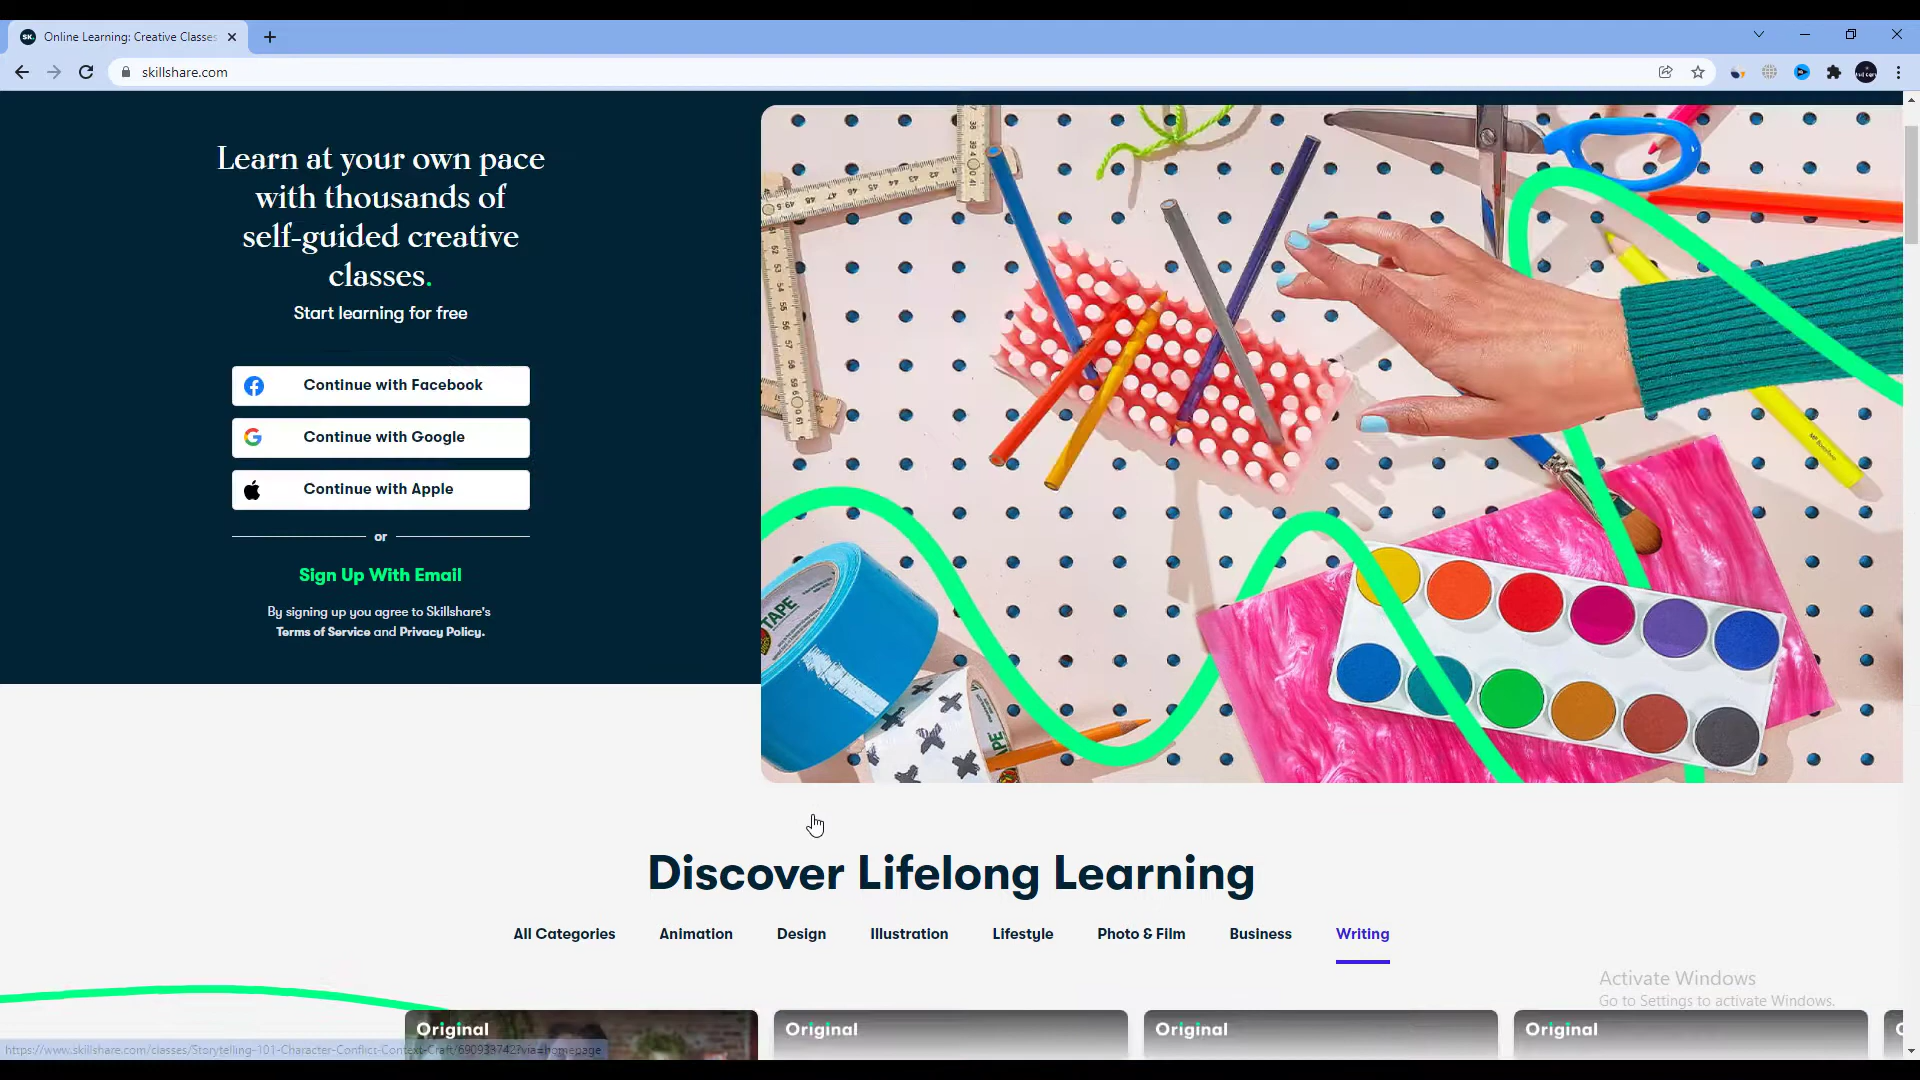 SK.
Online Learning: Creative Classes
skillshare.com
Learn at your own pace
with thousands of
self-guided creative
classes.
Start learning for free
Continue with Facebook
Continue with Google
Continue with Apple
or
Sign Up With Email
By signing up you agree to Skillshare's
Terms of Service and Privacy Policy.
TAPE
Discover Lifelong Learning
All Categories
Animation
Design
Illustration
Lifestyle
Photo & Film
Business
Writing
Activate Windows
Go to Settings to activate Windows.
Original
Original
Original
Original
https://www.skillshare.com/classes/Storytelling-101-Character-Conflict-Context-Craft/690933742?via=homepage